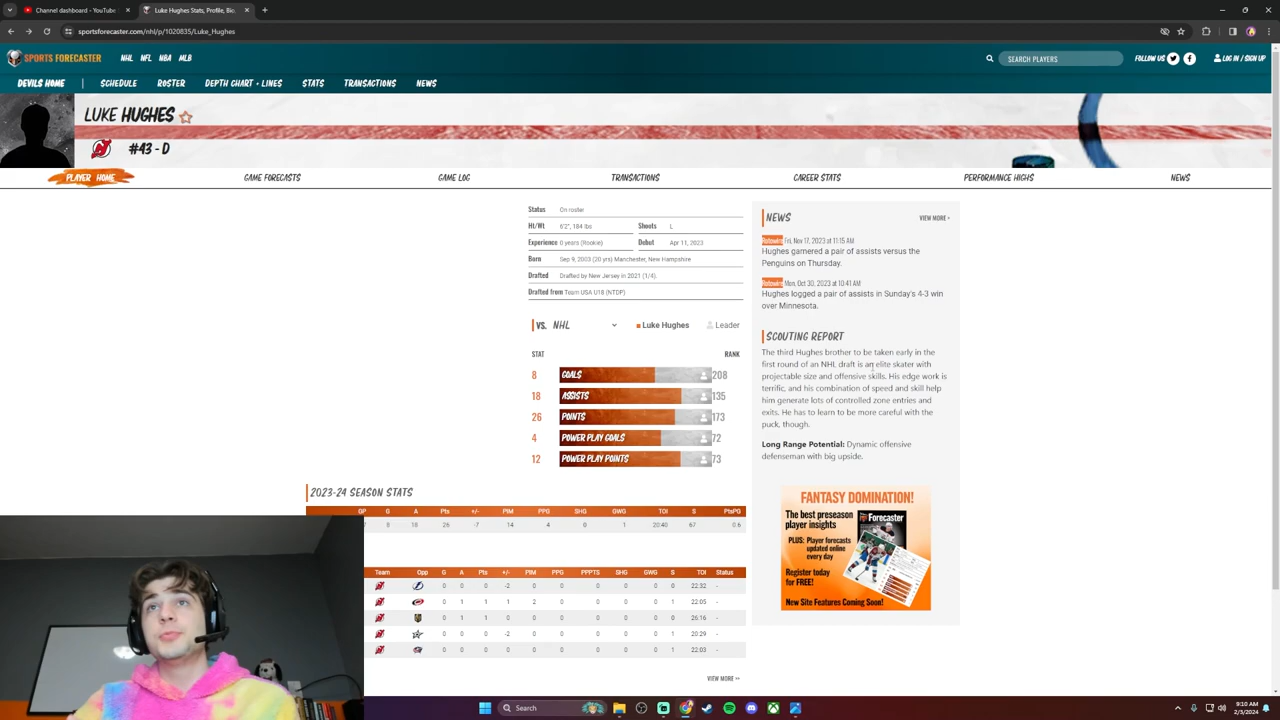 Channel dashboard - YouTube
Luke Hughes Stats, Profile, Bio,
sportsforecaster.com/nhl/p/1020835/Luke_Hughes
SPORTS FORECASTER NHL NFL NBA MLB SEARCH PLAYERS FOLLOW US LOG IN / SIGN UP
DEVILS HOME SCHEDULE ROSTER DEPTH CHART + LINES STATS TRANSACTIONS NEWS
LUKE HUGHES
#43 - D
PLAYER HOME GAME FORECASTS GAME LOG TRANSACTIONS CAREER STATS PERFORMANCE HIGHS NEWS
Status On roster
Ht/Wt 6'2", 184 lbs Shoots L
Experience 0 years (Rookie) Debut Apr 11, 2023
Born Sep 9, 2003 (20 yrs) Manchester, New Hampshire
Drafted Drafted by New Jersey in 2021 (1/4).
Drafted from Team USA U18 (NTDP)
VS. NHL Luke Hughes Leader
STAT RANK
8 GOALS 208
18 ASSISTS 135
26 POINTS 173
4 POWER PLAY GOALS 72
12 POWER PLAY POINTS 73
2023-24 SEASON STATS
GP G A Pts +/- PIM PPG SHG GWG TOI S PtsPG
8 18 26 -7 14 4 0 1 20:40 67 0.6
Team Opp G A Pts +/- PIM PPG PPPTS SHG GWG S TOI Status
0 0 0 -2 0 0 0 0 0 0 22:32 -
0 1 1 1 2 0 0 0 0 1 22:05 -
0 1 1 0 0 0 0 0 0 0 26:16 -
0 0 0 -2 0 0 0 0 0 1 20:29 -
0 0 0 0 0 0 0 0 0 1 22:03 -
VIEW MORE >>
NEWS VIEW MORE >
Rotowire Fri, Nov 17, 2023 at 11:15 AM
Hughes garnered a pair of assists versus the
Penguins on Thursday.
Rotowire Mon, Oct 30, 2023 at 10:41 AM
Hughes logged a pair of assists in Sunday's 4-3 win
over Minnesota.
SCOUTING REPORT
The third Hughes brother to be taken early in the
first round of an NHL draft is an elite skater with
projectable size and offensive skills. His edge work is
terrific, and his combination of speed and skill help
him generate lots of controlled zone entries and
exits. He has to learn to be more careful with the
puck, though.
Long Range Potential: Dynamic offensive
defenseman with big upside.
FANTASY DOMINATION!
The best preseason
player insights
PLUS: Player forecasts
updated online
every day
Register today
for FREE!
New Site Features Coming Soon!
Forecaster
Search
9:10 AM
2/3/2024